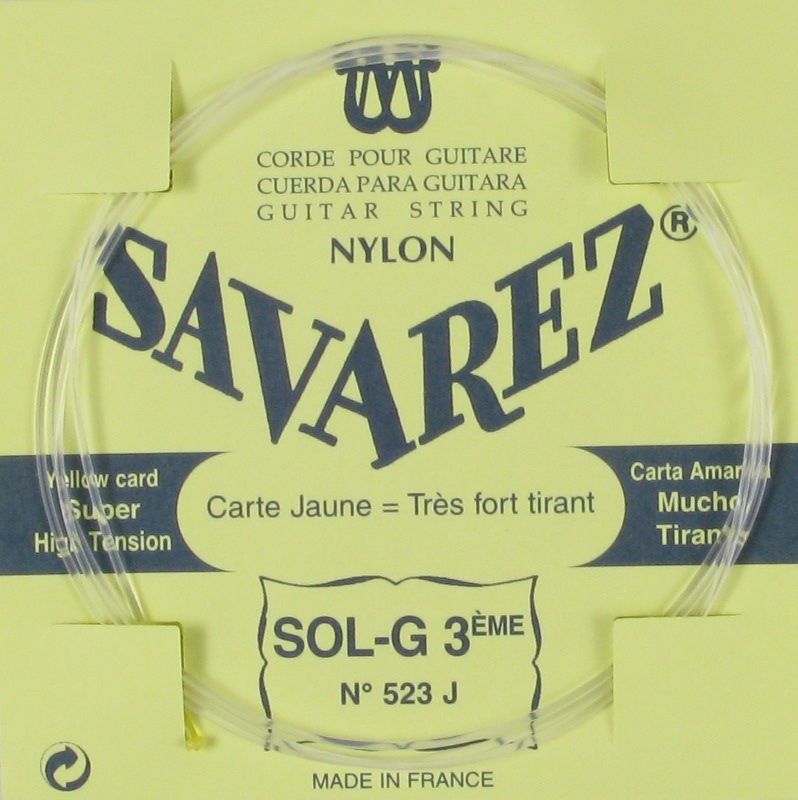 CORDE POUR GUITARE
CUERDA PARA GUITARA
GUITAR STRING
NYLON
SAVAREZ®
Yellow card
Super
High Tension
Carte Jaune = Très fort tirant
Carta Amarilla
Mucho
Tirante
SOL-G 3ÈME
N° 523 J
MADE IN FRANCE